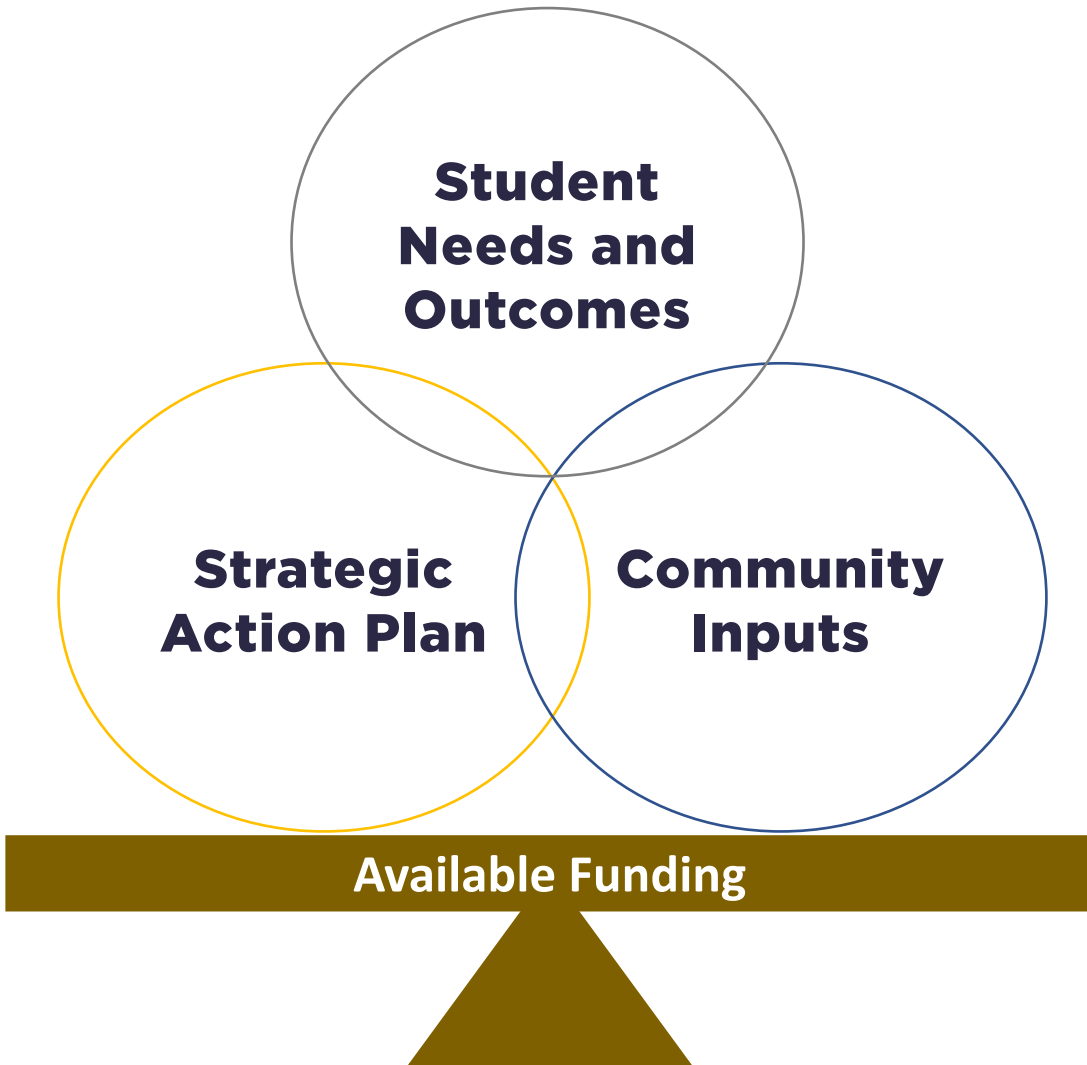 Student
Needs and
Outcomes
Strategic
Action Plan
Community
Inputs
Available Funding